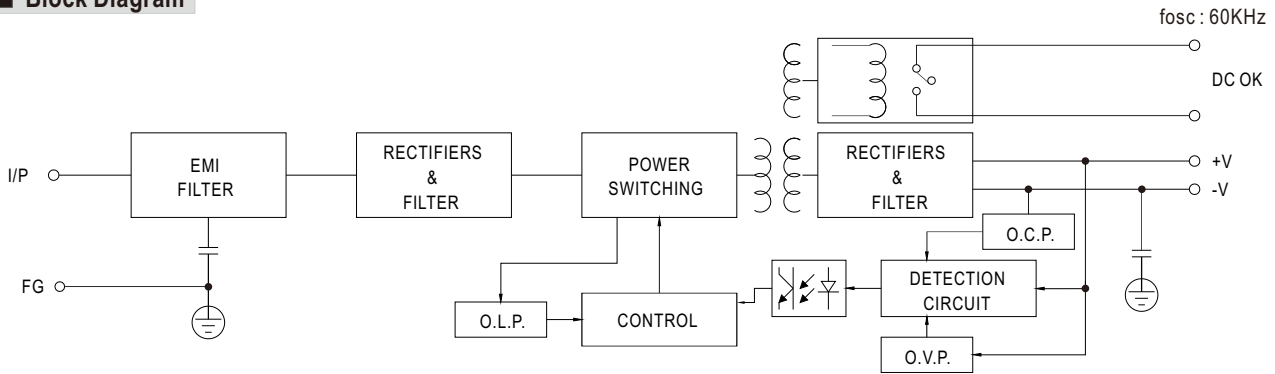 ■ Block Diagram
fosc : 60KHz
DC OK
I/P
EMI
FILTER
RECTIFIERS
&
FILTER
POWER
SWITCHING
RECTIFIERS
&
FILTER
+V
-V
O.C.P.
FG
O.L.P.
CONTROL
DETECTION
CIRCUIT
O.V.P.